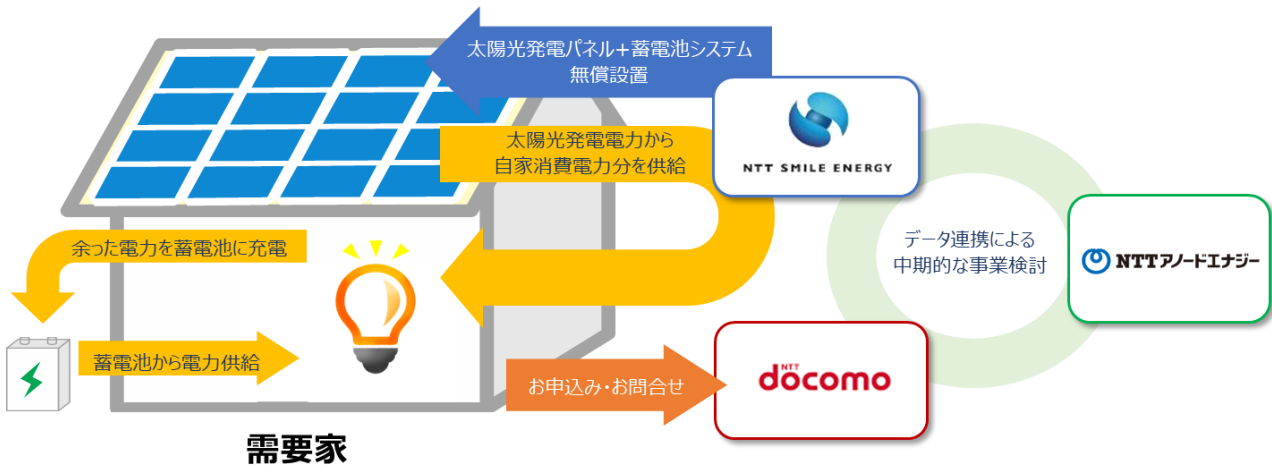 太陽光発電パネル+蓄電池システム
無償設置
太陽光発電電力から
自家消費電力分を供給
NTT SMILE ENERGY
余った電力を蓄電池に充電
データ連携による
中期的な事業検討
NTTアノードエナジー
蓄電池から電力供給
お申込み・お問合せ
NTT
docomo
需要家